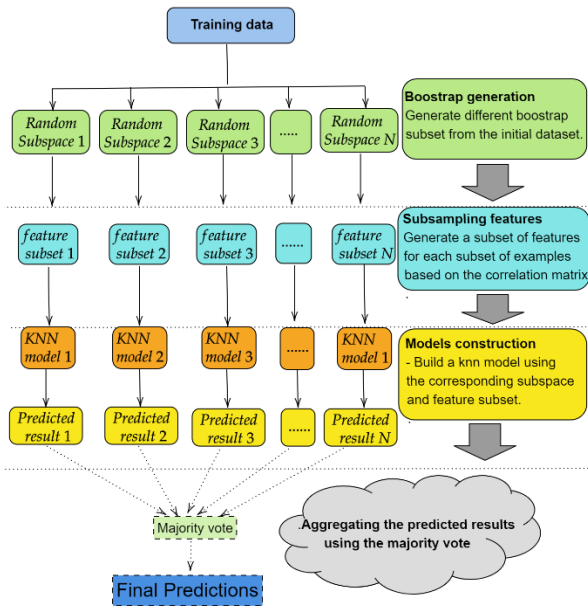 Training data
Random
Subspace 1
Random
Subspace 2
Random
Subspace 3
.....
Random
Subspace N
Boostrap generation
Generate different boostrap
subset from the initial dataset.
feature
subset 1
feature
subset 2
feature
subset 3
......
feature
subset N
Subsampling features
Generate a subset of features
for each subset of examples
based on the correlation matrix
.
KNN
model 1
KNN
model 2
KNN
model 3
......
KNN
model 1
Models construction
- Build a knn model using
the corresponding subspace
and feature subset.
Predicted
result 1
Predicted
result 2
Predicted
result 3
......
Predicted
result N
Majority vote
Aggregating the predicted results
using the majority vote
Final Predictions